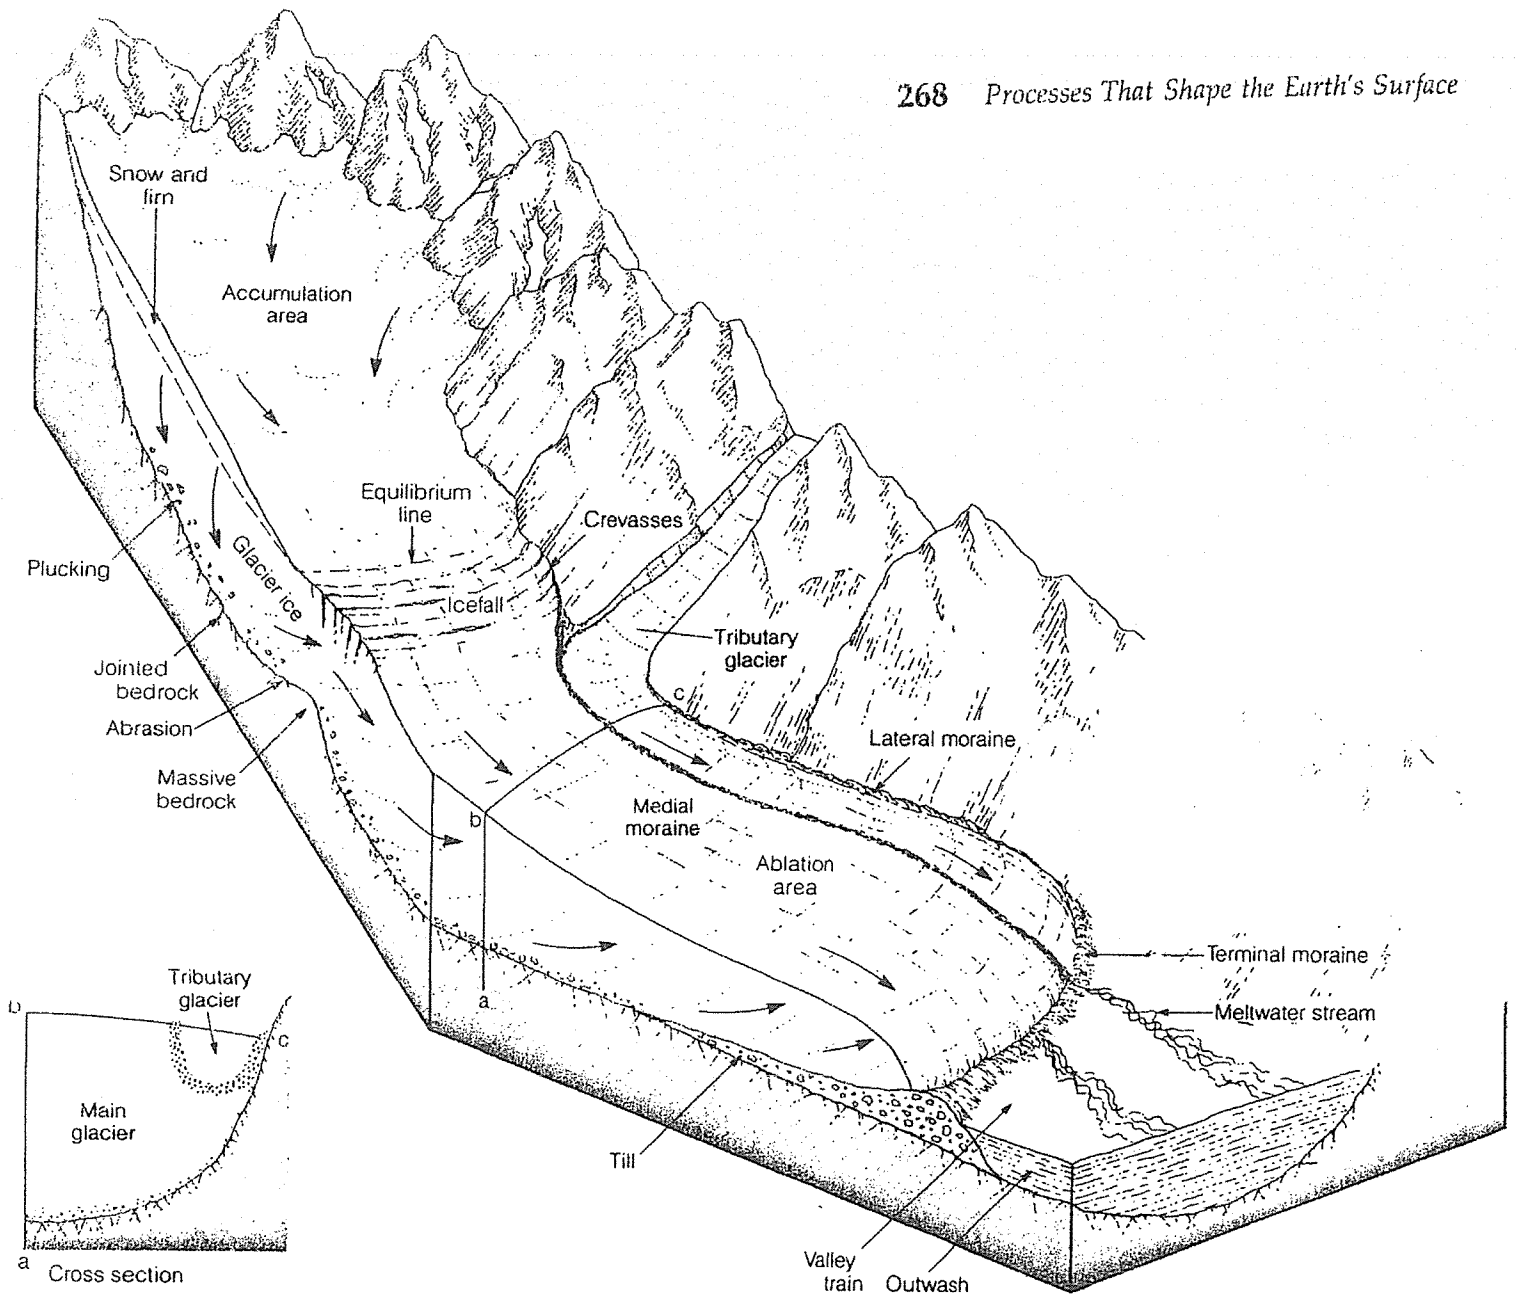 268 Processes That Shape the Earth's Surface
Snow and
firn
Accumulation
area
Equilibrium
line
Crevasses
Plucking
Glacier ice
Icefall
Tributary
glacier
Jointed
bedrock
c
Abrasion
Lateral moraine
Massive
bedrock
Medial
moraine
b
Ablation
area
Terminal moraine
a
Meltwater stream
Till
Valley
train
Outwash
Tributary
glacier
b
c
Main
glacier
a
Cross section